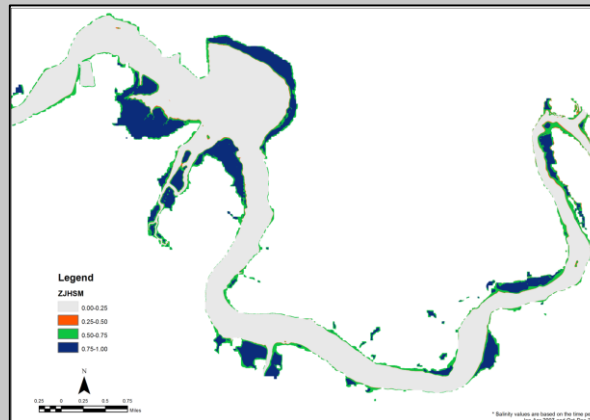 Legend
ZJHSM
0.00-0.25
0.25-0.50
0.50-0.75
0.75-1.00
N
0.25 0 0.25 0.50 0.75
Miles
* Salinity values are based on the time pe